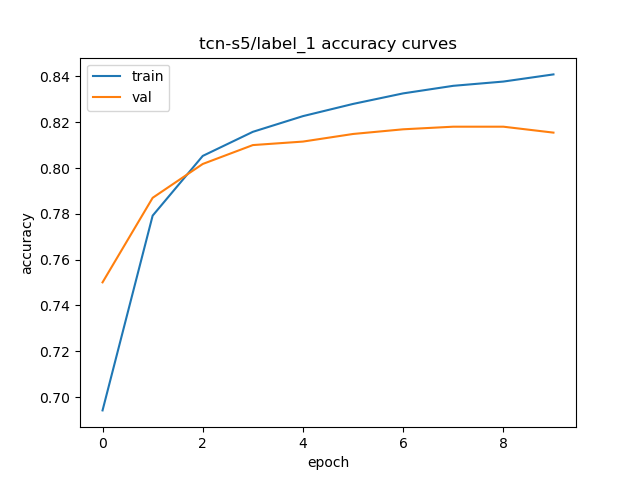 tcn-s5/label_1 accuracy curves
train
val
accuracy
0.84
0.82
0.80
0.78
0.76
0.74
0.72
0.70
0 2 4 6 8
epoch